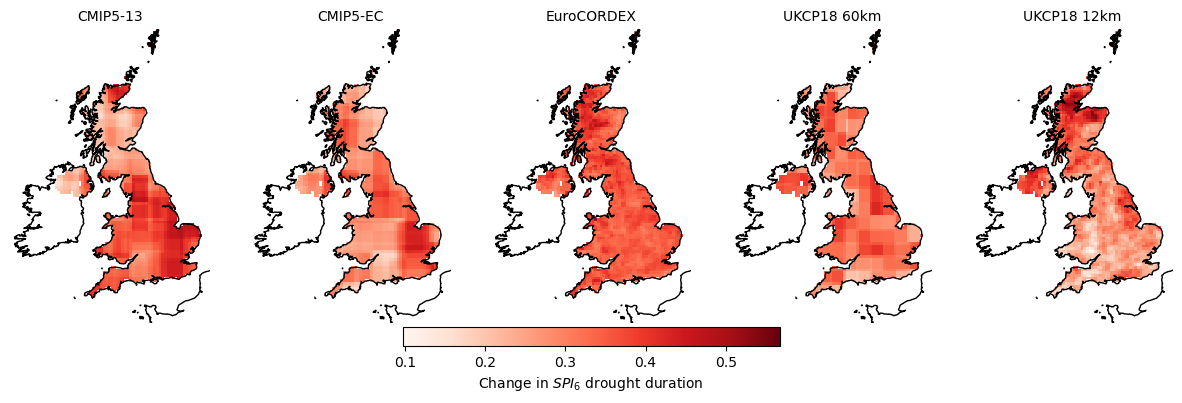 CMIP5-13 CMIP5-EC EuroCORDEX UKCP18 60km UKCP18 12km
0.1 0.2 0.3 0.4 0.5
Change in SPI₆ drought duration